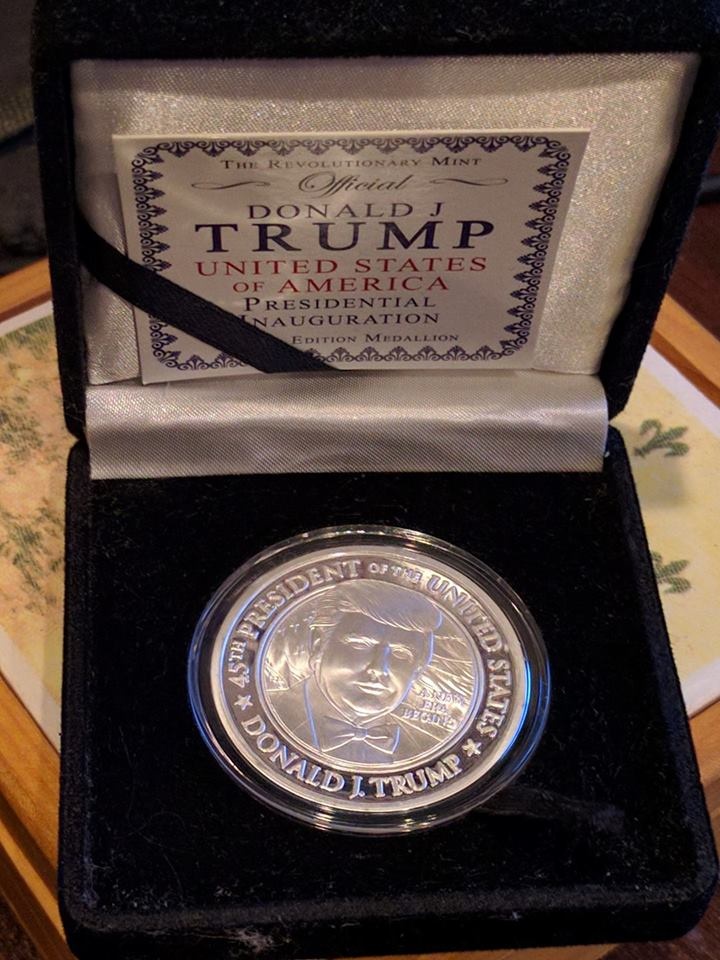 THE REVOLUTIONARY MINT
Official
DONALD J
TRUMP
UNITED STATES
OF AMERICA
PRESIDENTIAL
INAUGURATION
EDITION MEDALLION
45TH PRESIDENT OF THE UNITED STATES
A NEW
ERA
BEGINS
★ DONALD J. TRUMP ★